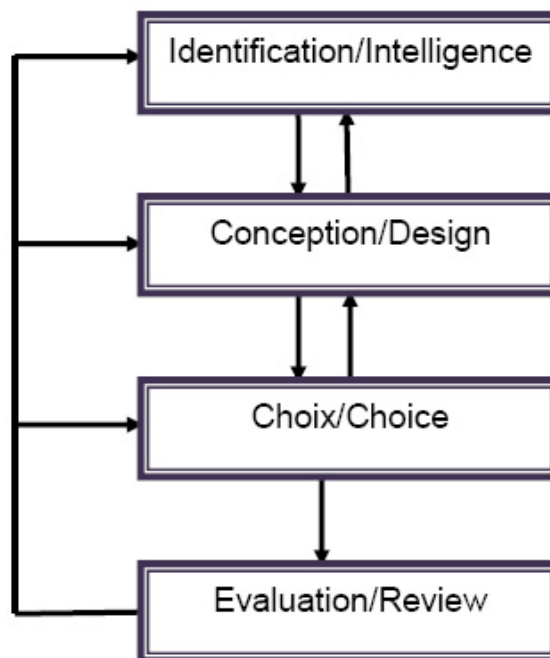 Identification/Intelligence
Conception/Design
Choix/Choice
Evaluation/Review